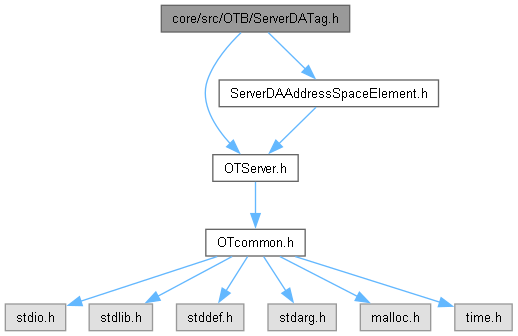 core/src/OTB/ServerDATag.h
ServerDAAddressSpaceElement.h
OTServer.h
OTcommon.h
stdio.h
stdlib.h
stddef.h
stdarg.h
malloc.h
time.h